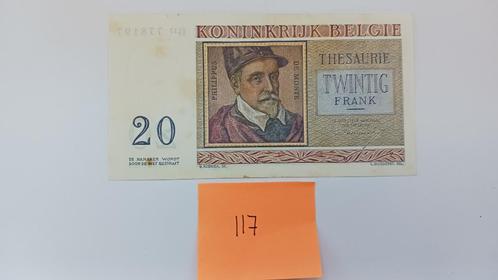 KONINKRIJK BELGIE
PHILIPPUS
DE MONTE
THESAURIE
TWINTIG
FRANK
20
DE NAMAKER WORDT
DOOR DE WET GESTRAFT
117